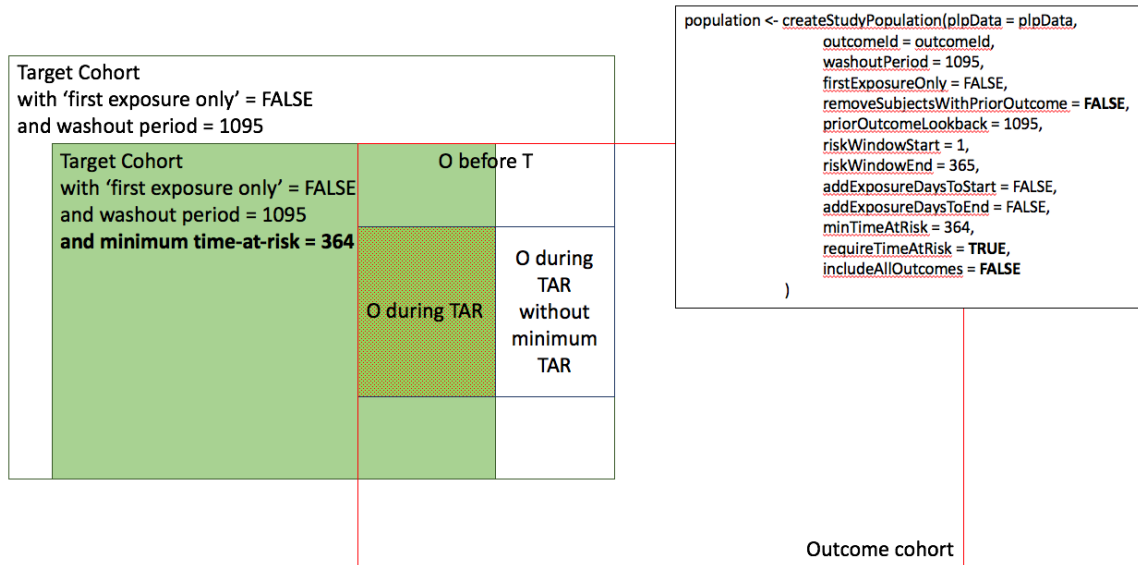 Target Cohort
with ‘first exposure only’ = FALSE
and washout period = 1095
Target Cohort
with ‘first exposure only’ = FALSE
and washout period = 1095
and minimum time-at-risk = 364
O before T
O during TAR
O during
TAR
without
minimum
TAR
population <- createStudyPopulation(plpData = plpData,
outcomeId = outcomeId,
washoutPeriod = 1095,
firstExposureOnly = FALSE,
removeSubjectsWithPriorOutcome = FALSE,
priorOutcomeLookback = 1095,
riskWindowStart = 1,
riskWindowEnd = 365,
addExposureDaysToStart = FALSE,
addExposureDaysToEnd = FALSE,
minTimeAtRisk = 364,
requireTimeAtRisk = TRUE,
includeAllOutcomes = FALSE
)
Outcome cohort